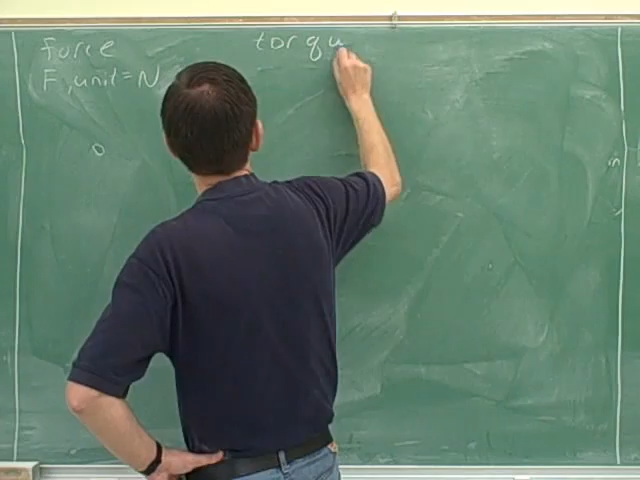 force
F, unit = N
torqu